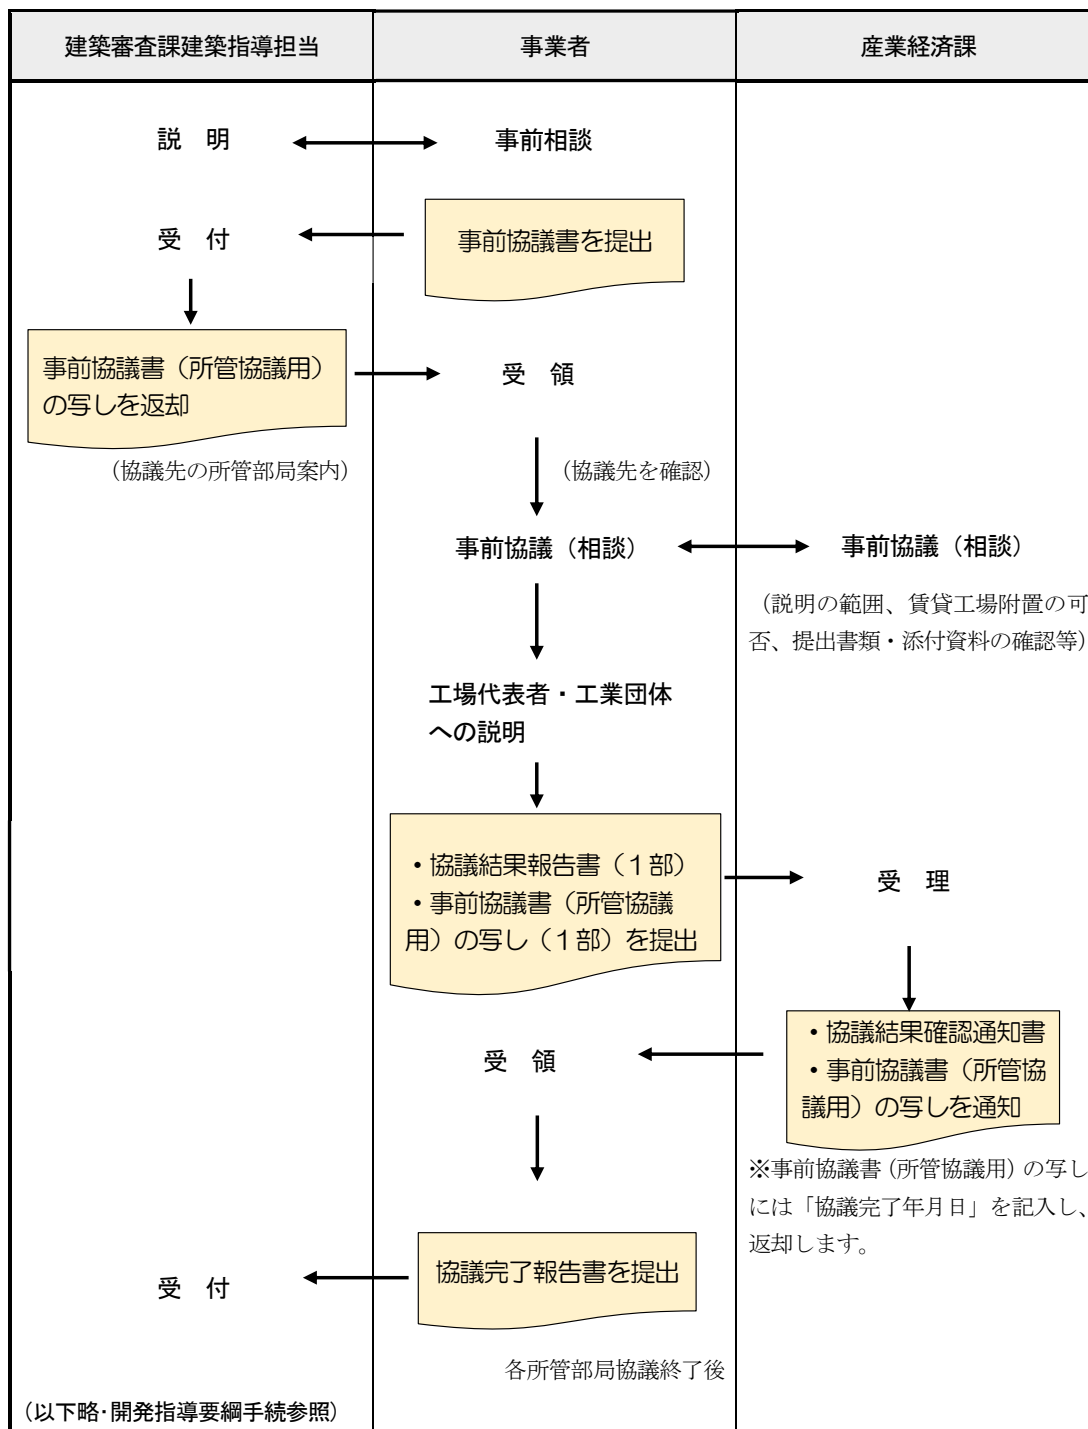 建築審査課建築指導担当
事業者
産業経済課
説　明
事前相談
受　付
事前協議書を提出
事前協議書（所管協議用）
の写しを返却
受　領
（協議先の所管部局案内）
（協議先を確認）
事前協議（相談）
事前協議（相談）
（説明の範囲、賃貸工場附置の可
否、提出書類・添付資料の確認等）
工場代表者・工業団体
への説明
・協議結果報告書（１部）
・事前協議書（所管協議
用）の写し（１部）を提出
受　理
・協議結果確認通知書
・事前協議書（所管協
議用）の写しを通知
受　領
※事前協議書（所管協議用）の写し
には「協議完了年月日」を記入し、
返却します。
協議完了報告書を提出
受　付
各所管部局協議終了後
（以下略･開発指導要綱手続参照）